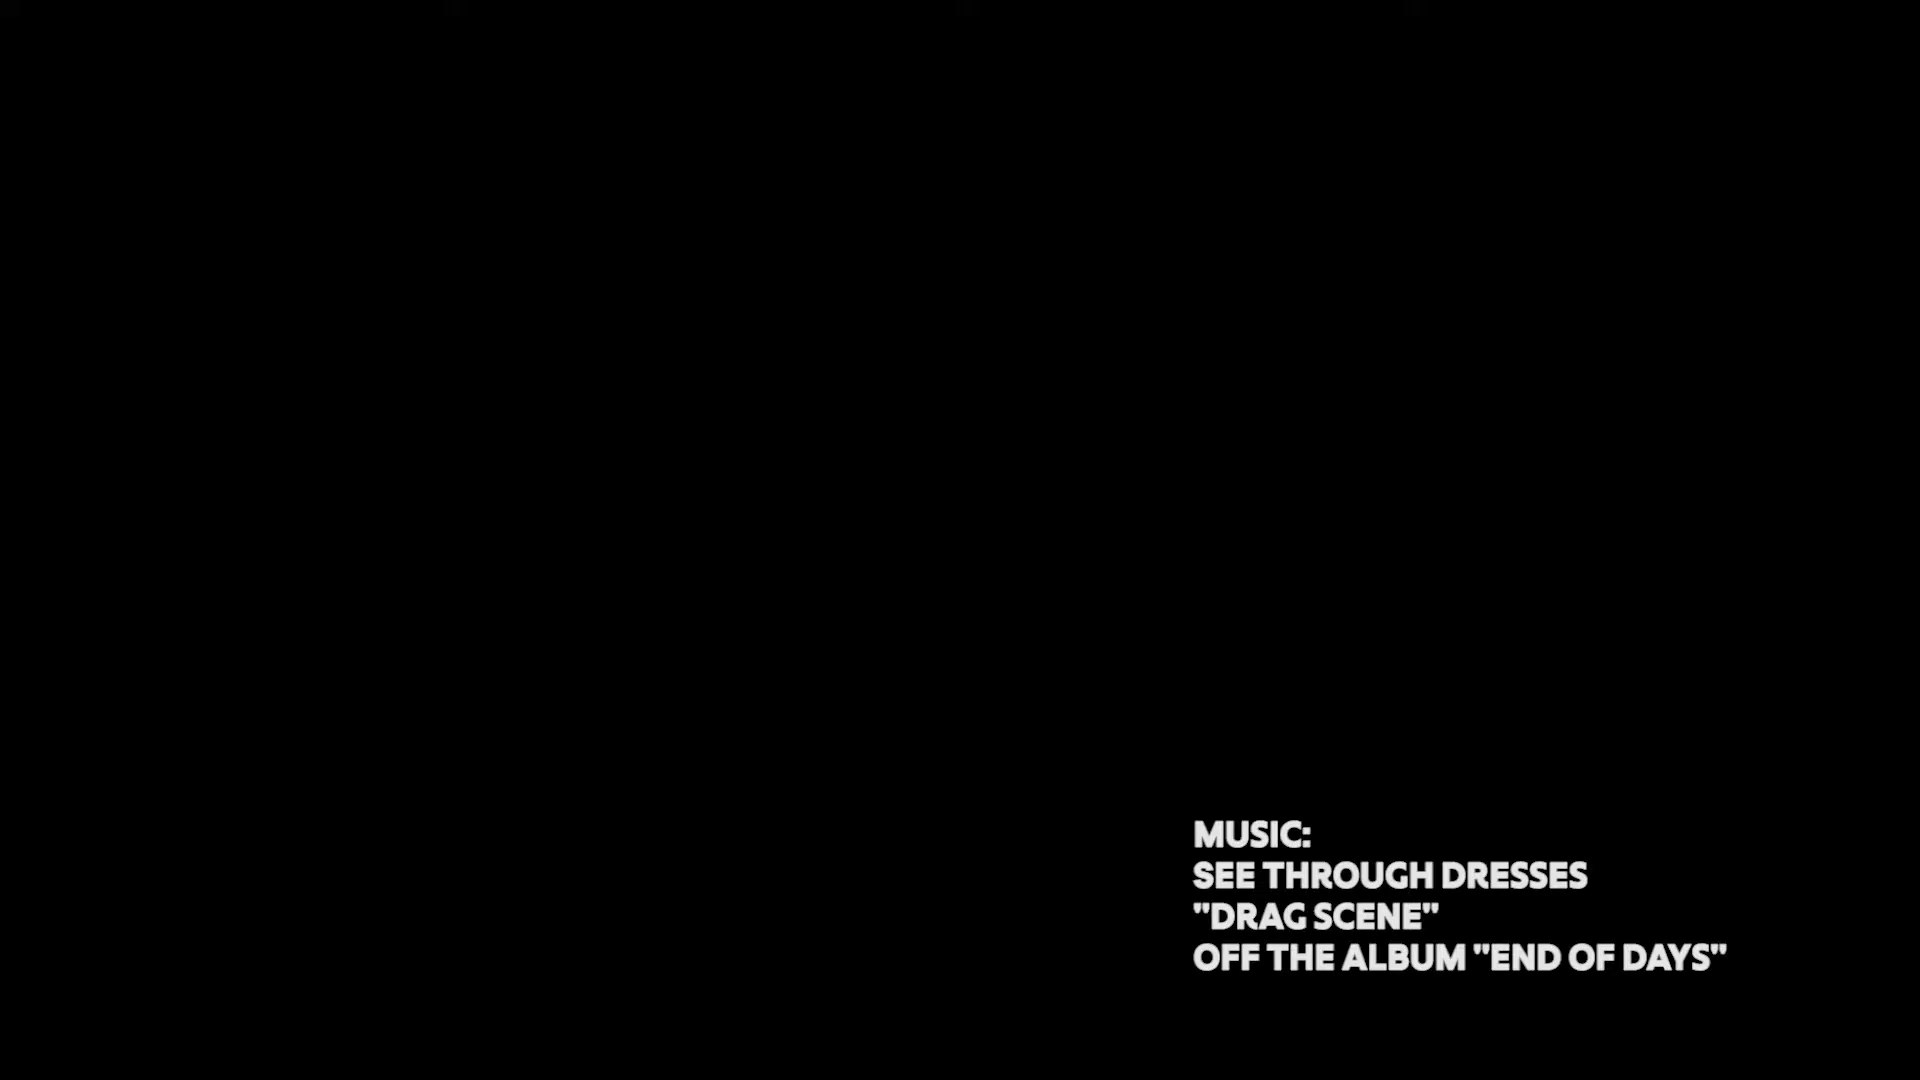 MUSIC:
SEE THROUGH DRESSES
"DRAG SCENE"
OFF THE ALBUM "END OF DAYS"